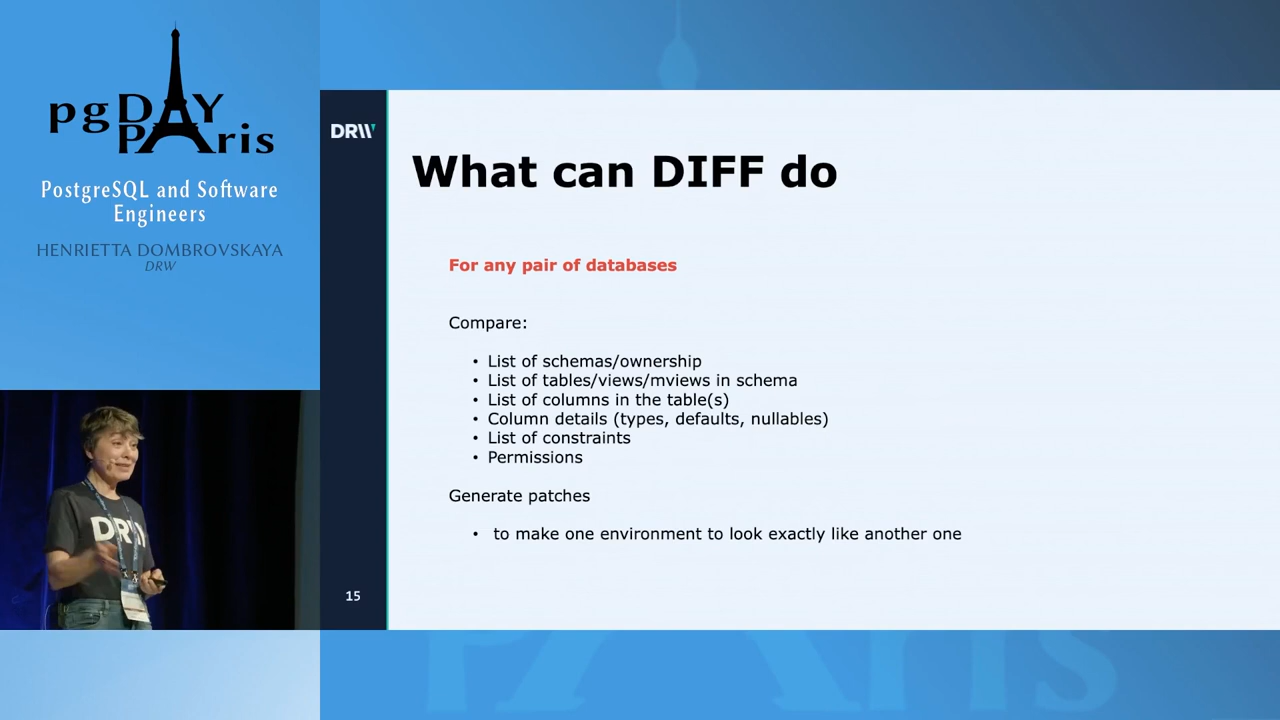 pgDAY
PAris
PostgreSQL and Software
Engineers
HENRIETTA DOMBROVSKAYA
DRW
DRW
What can DIFF do
For any pair of databases
Compare:
• List of schemas/ownership
• List of tables/views/mviews in schema
• List of columns in the table(s)
• Column details (types, defaults, nullables)
• List of constraints
• Permissions
Generate patches
• to make one environment to look exactly like another one
15
DRW
PAris